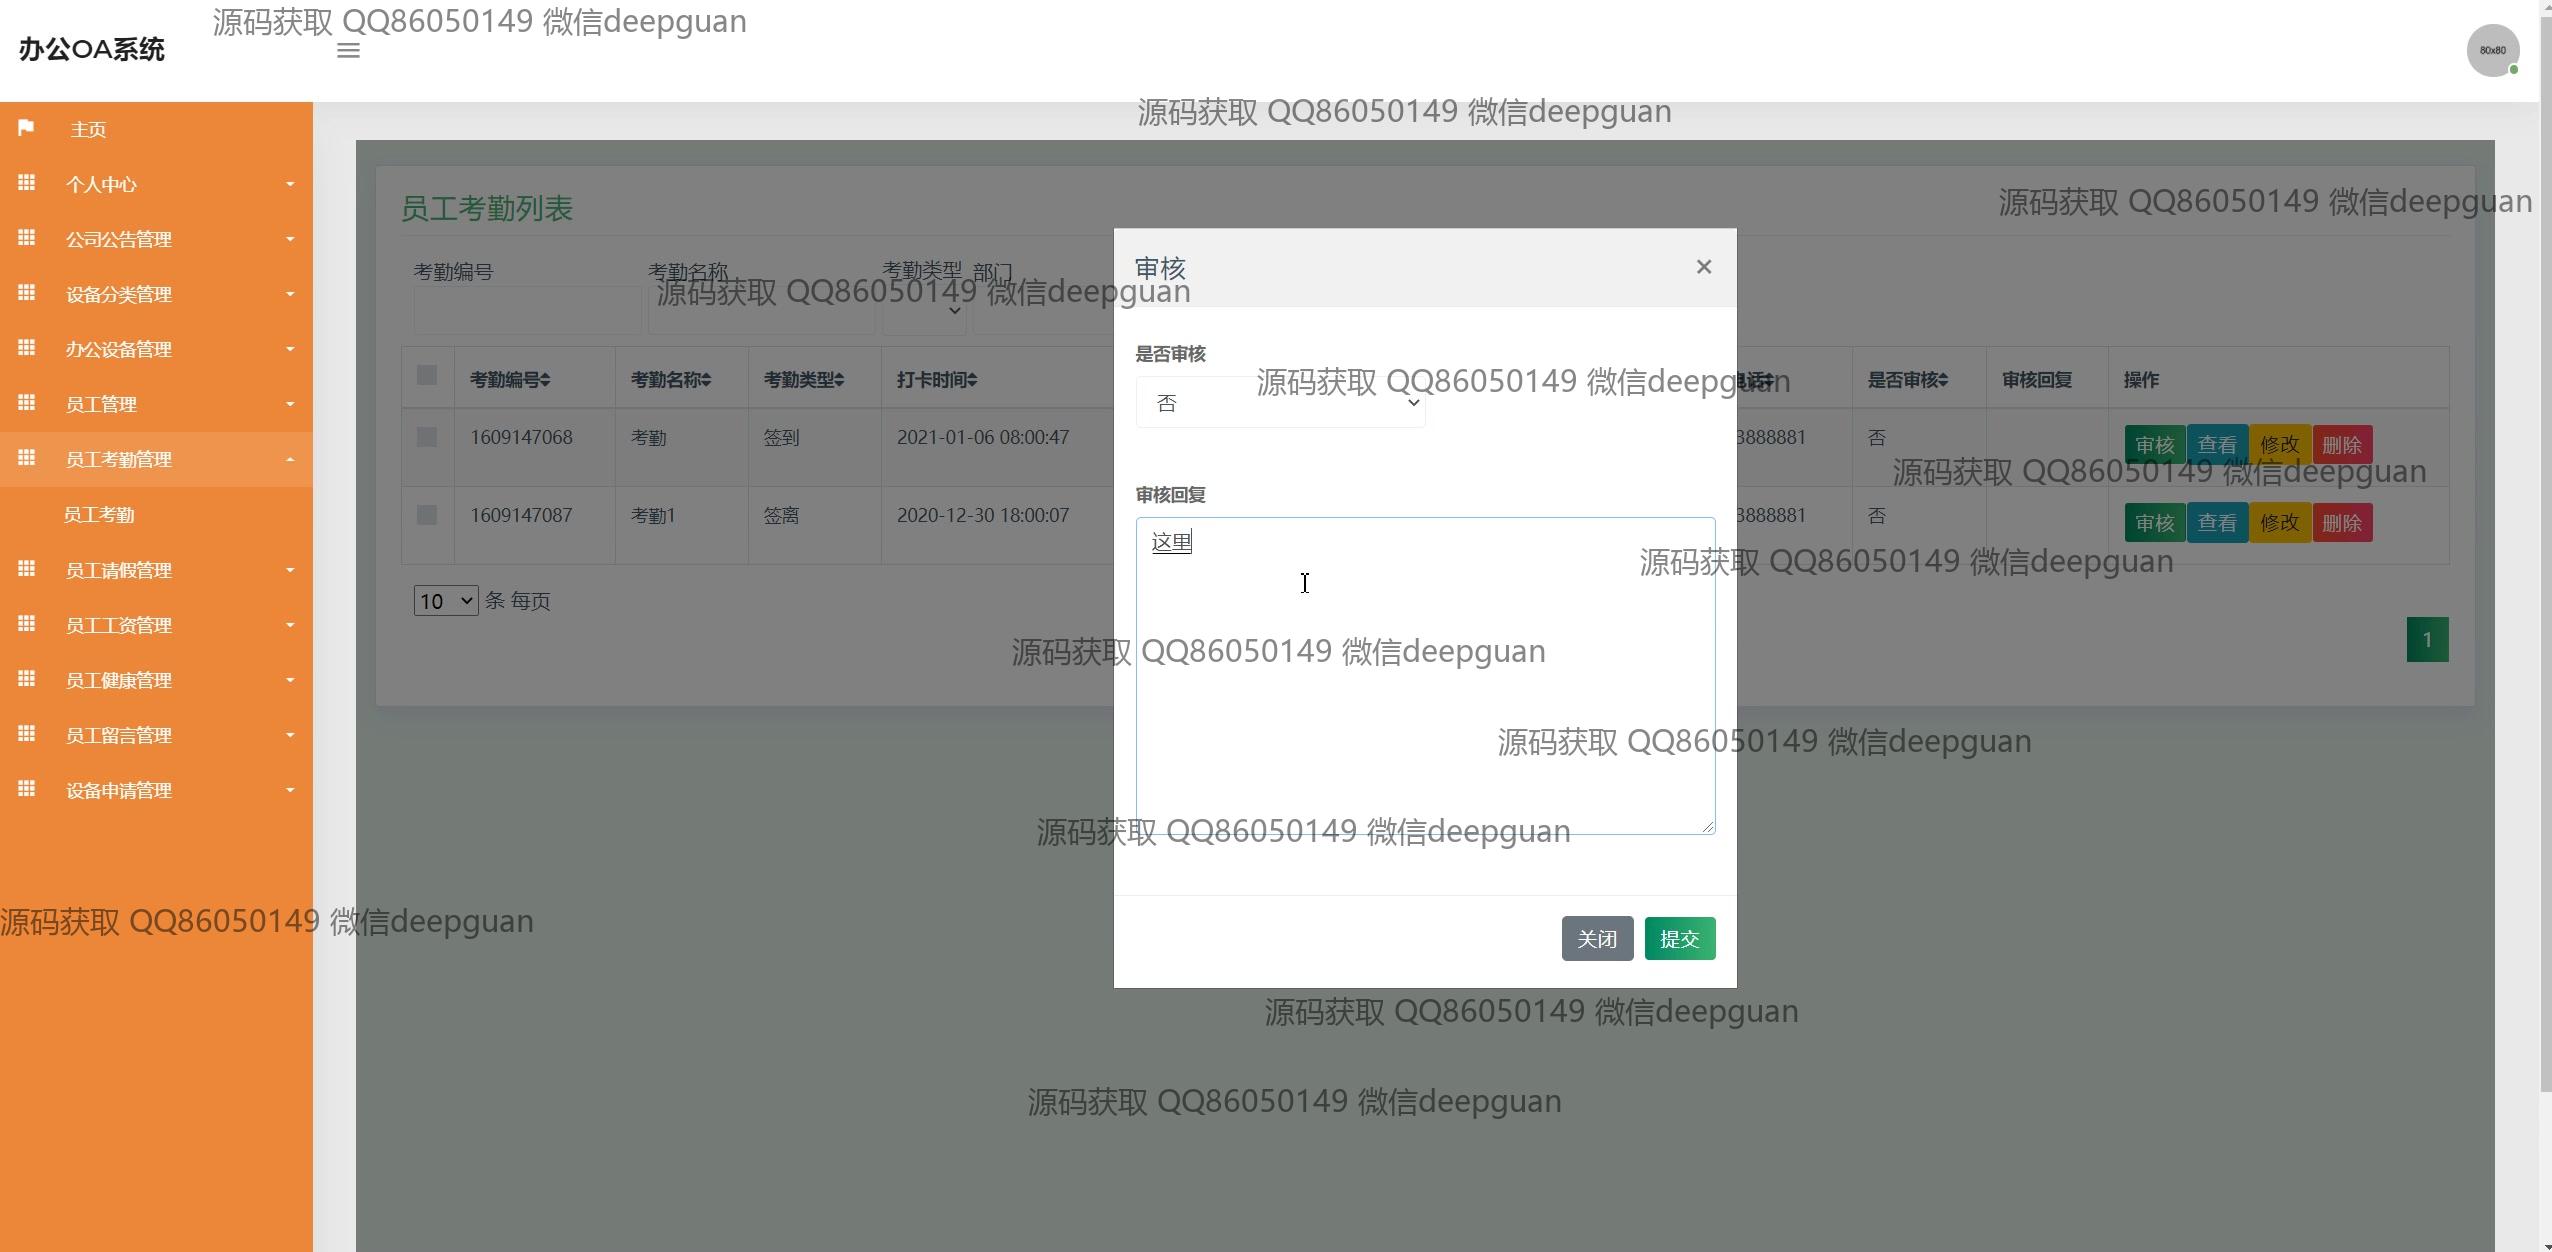 源码获取 QQ86050149 微信deepguan
办公OA系统
80x80
源码获取 QQ86050149 微信deepguan
主页
个人中心
公司公告管理
设备分类管理
办公设备管理
员工管理
员工考勤管理
员工考勤
员工请假管理
员工工资管理
员工健康管理
员工留言管理
设备申请管理
源码获取 QQ86050149 微信deepguan
员工考勤列表
考勤编号 考勤名称 考勤类型 部门
源码获取 QQ86050149 微信deepguan
考勤编号 考勤名称 考勤类型 打卡时间 电话 是否审核 审核回复 操作
1609147068 考勤 签到 2021-01-06 08:00:47 3888881 否 审核 查看 修改 删除
源码获取 QQ86050149 微信deepguan
1609147087 考勤1 签离 2020-12-30 18:00:07 3888881 否 审核 查看 修改 删除
源码获取 QQ86050149 微信deepguan
10 条 每页
1
审核
×
是否审核
源码获取 QQ86050149 微信deepguan
否
审核回复
这里
源码获取 QQ86050149 微信deepguan
源码获取 QQ86050149 微信deepguan
源码获取 QQ86050149 微信deepguan
关闭 提交
源码获取 QQ86050149 微信deepguan
源码获取 QQ86050149 微信deepguan
源码获取 QQ86050149 微信deepguan